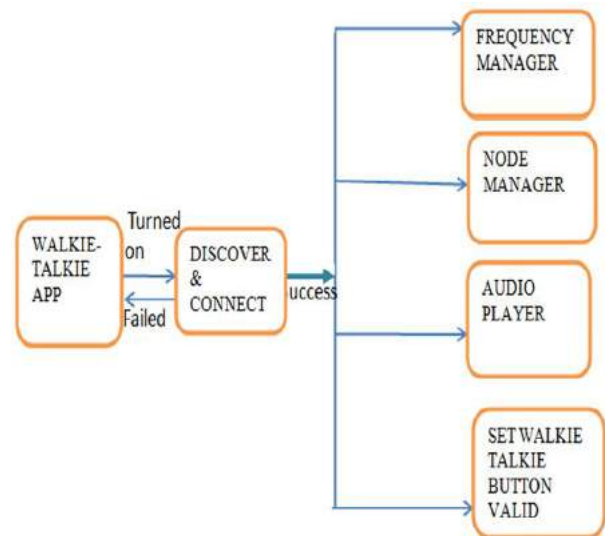 FREQUENCY
MANAGER
NODE
MANAGER
Turned
on
WALKIE-
TALKIE
APP
Failed
DISCOVER
&
CONNECT
uccess
AUDIO
PLAYER
SET WALKIE
TALKIE
BUTTON
VALID